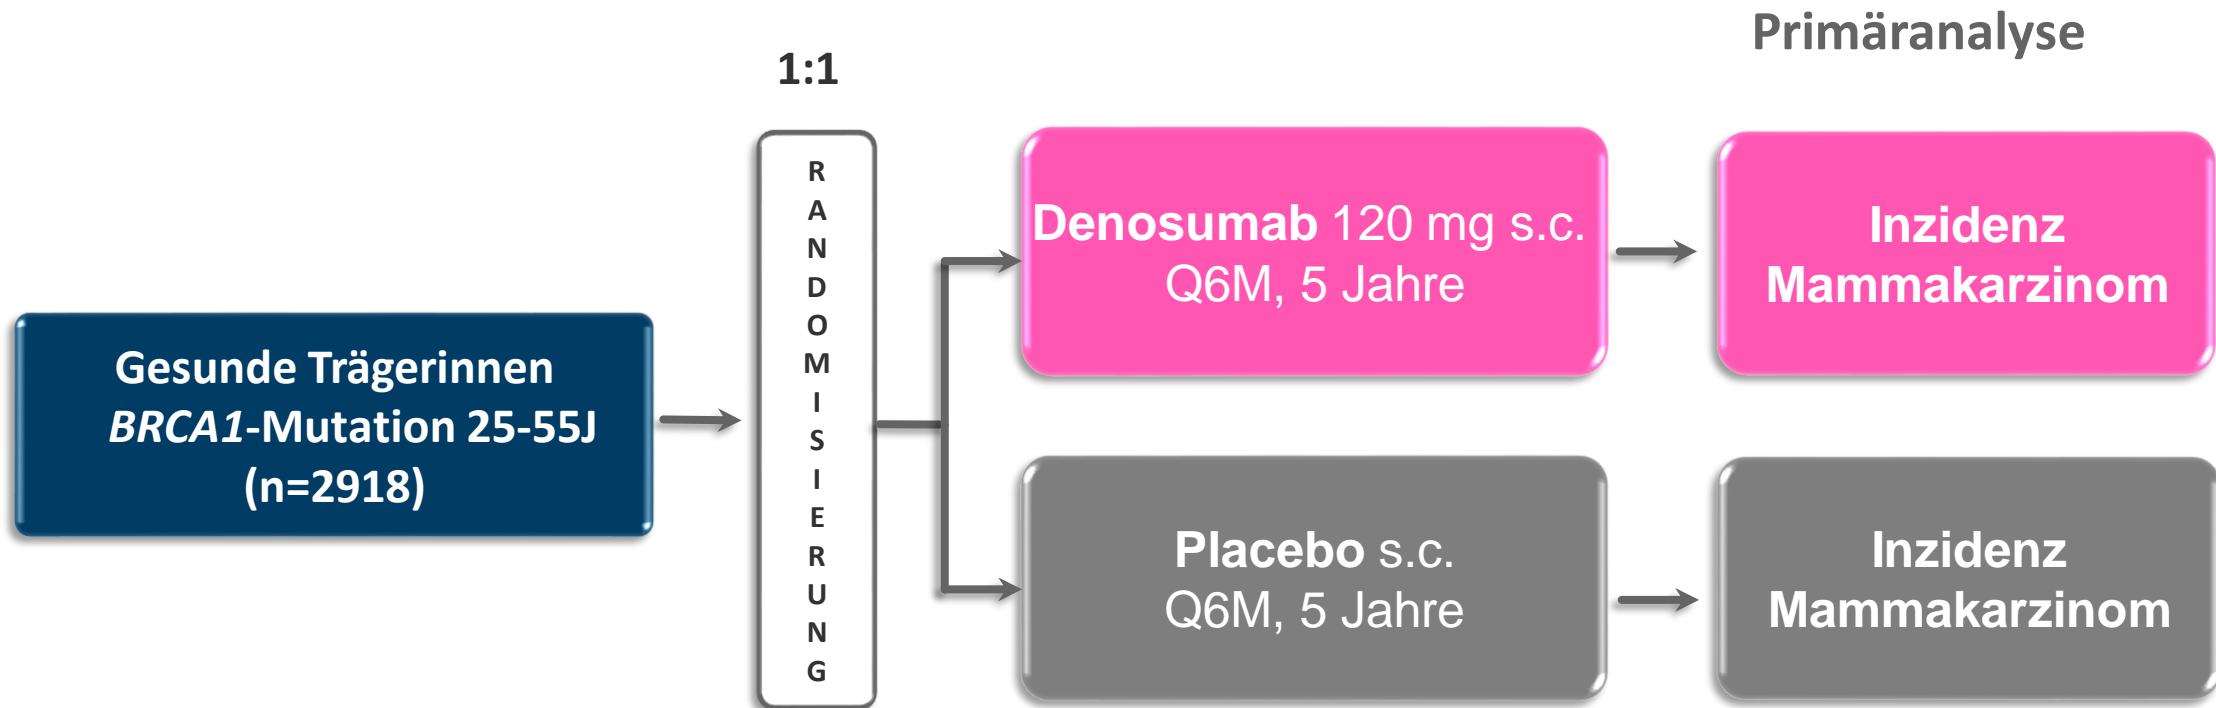 Primäranalyse
1:1
Gesunde Trägerinnen
BRCA1-Mutation 25-55J
(n=2918)
R
A
N
D
O
M
I
S
I
E
R
U
N
G
Denosumab 120 mg s.c.
Q6M, 5 Jahre
Inzidenz
Mammakarzinom
Placebo s.c.
Q6M, 5 Jahre
Inzidenz
Mammakarzinom